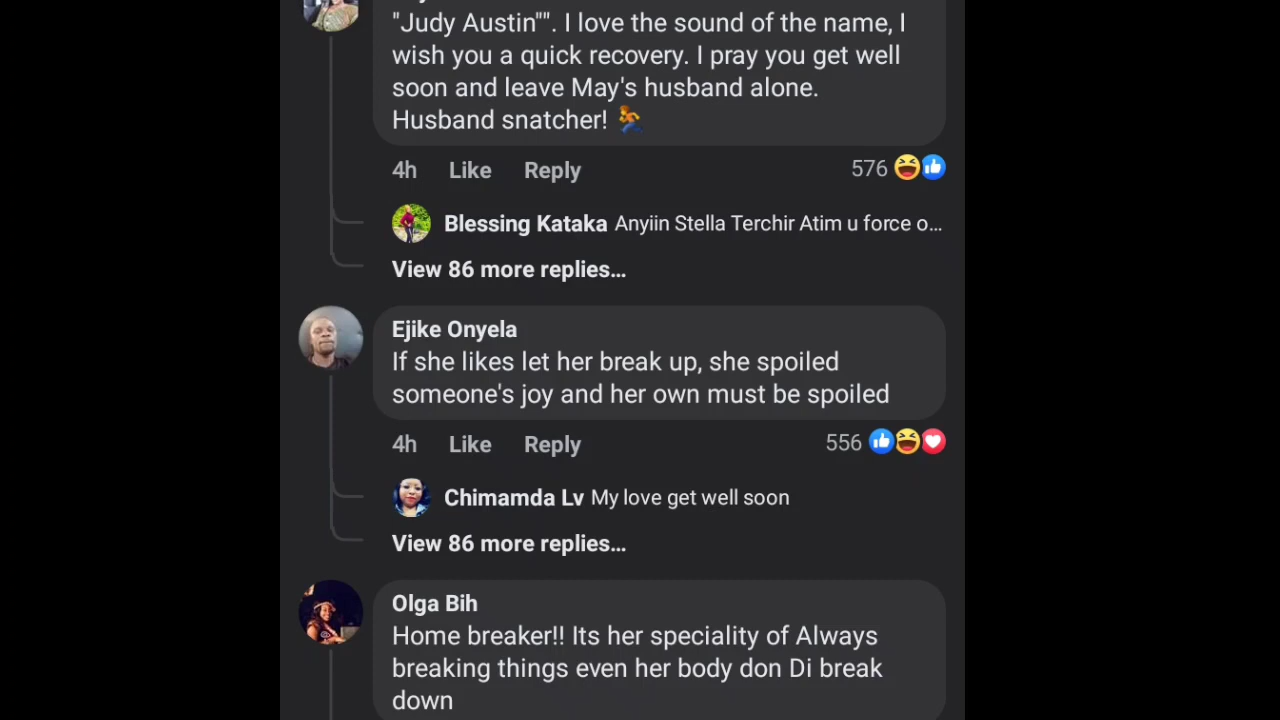 "Judy Austin"". I love the sound of the name, I
wish you a quick recovery. I pray you get well
soon and leave May's husband alone.
Husband snatcher! 🏃
4h Like Reply 576
Blessing Kataka Anyiin Stella Terchir Atim u force o...
View 86 more replies...
Ejike Onyela
If she likes let her break up, she spoiled
someone's joy and her own must be spoiled
4h Like Reply 556
Chimamda Lv My love get well soon
View 86 more replies...
Olga Bih
Home breaker!! Its her speciality of Always
breaking things even her body don Di break
down